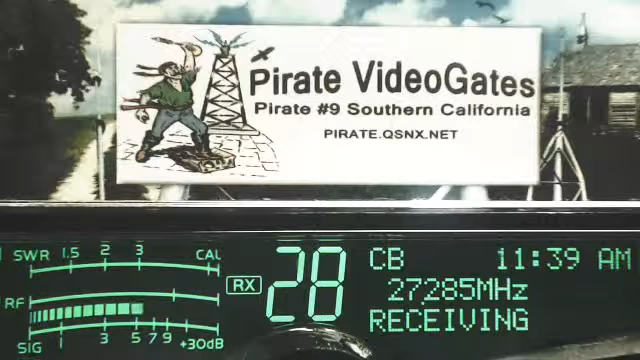 Pirate VideoGates
Pirate #9 Southern California
PIRATE.QSNX.NET
SWR 1.5 2 3 CAL
RX
28
CB 11:39 AM
27285MHz
RECEIVING
RF
SIG 1 3 5 7 9 +30dB